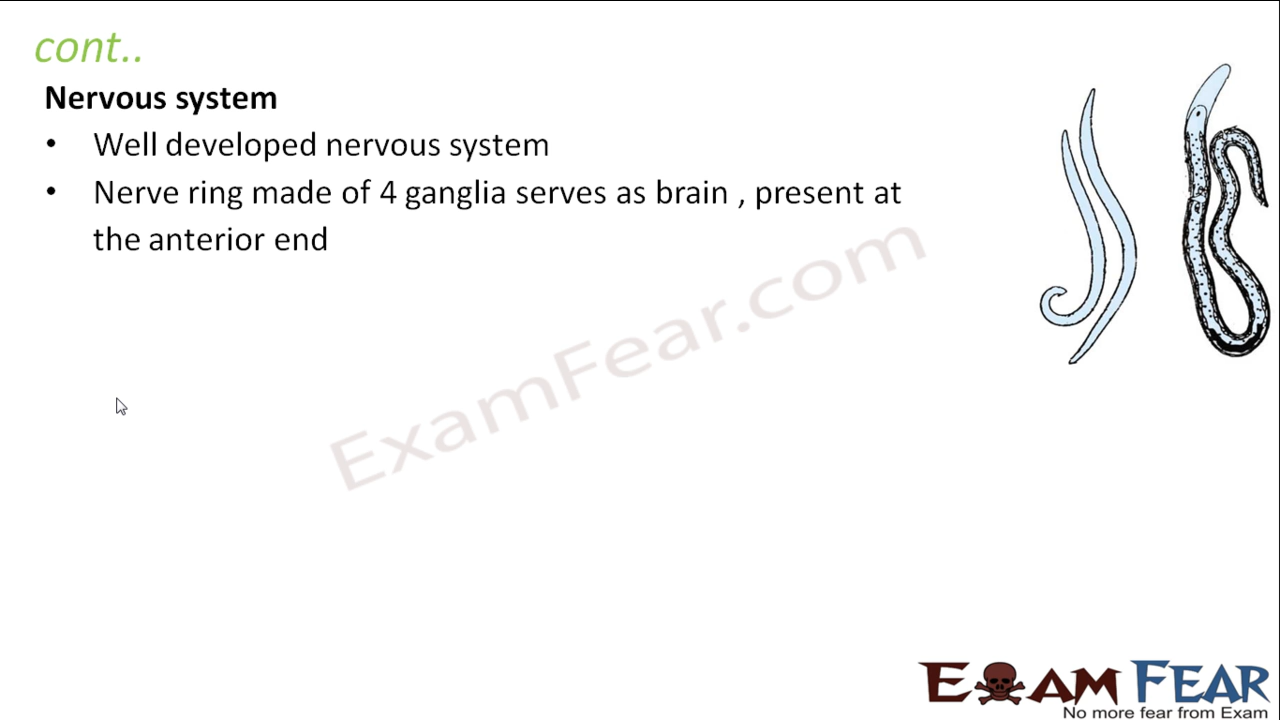 cont..
Nervous system
• Well developed nervous system
• Nerve ring made of 4 ganglia serves as brain , present at
the anterior end
ExamFear.com
EXAM FEAR
No more fear from Exam